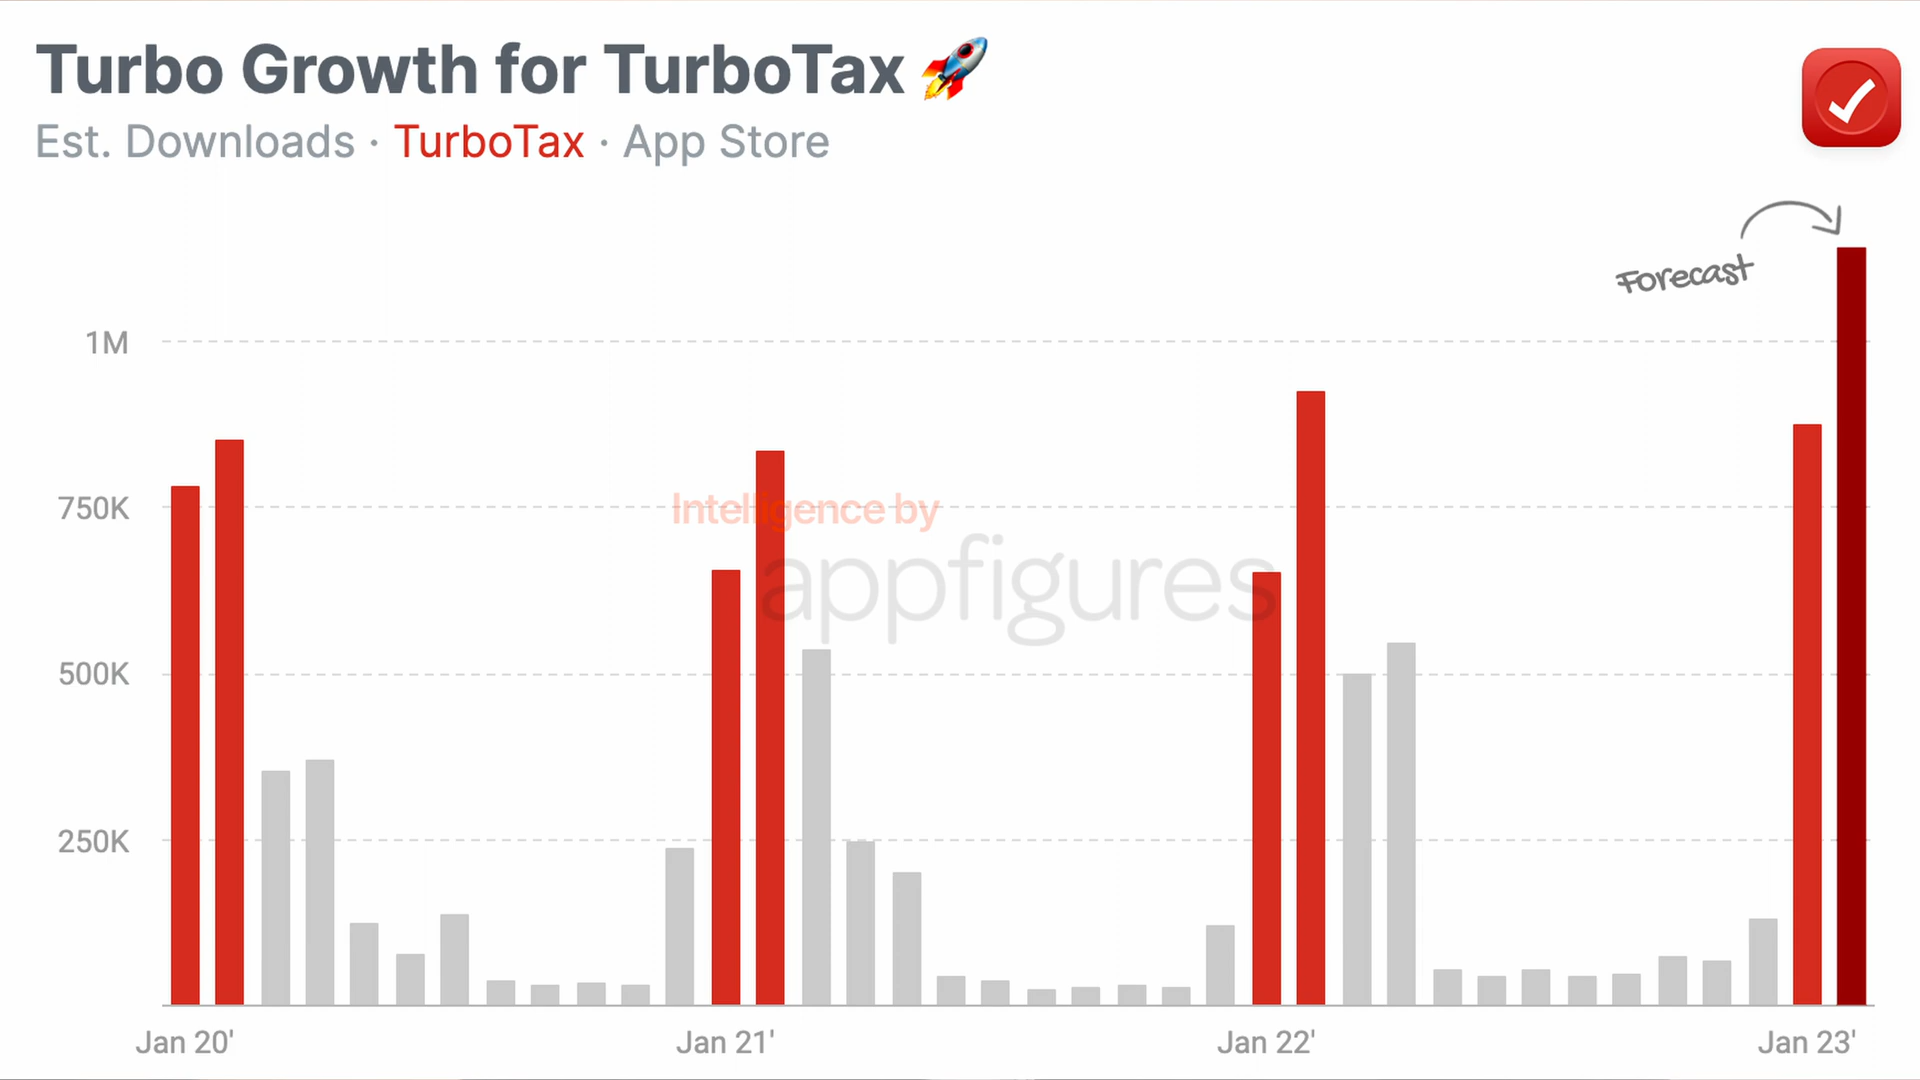 Turbo Growth for TurboTax 🚀
Est. Downloads · TurboTax · App Store
Forecast
1M
750K
500K
250K
Intelligence by
appfigures
Jan 20' Jan 21' Jan 22' Jan 23'